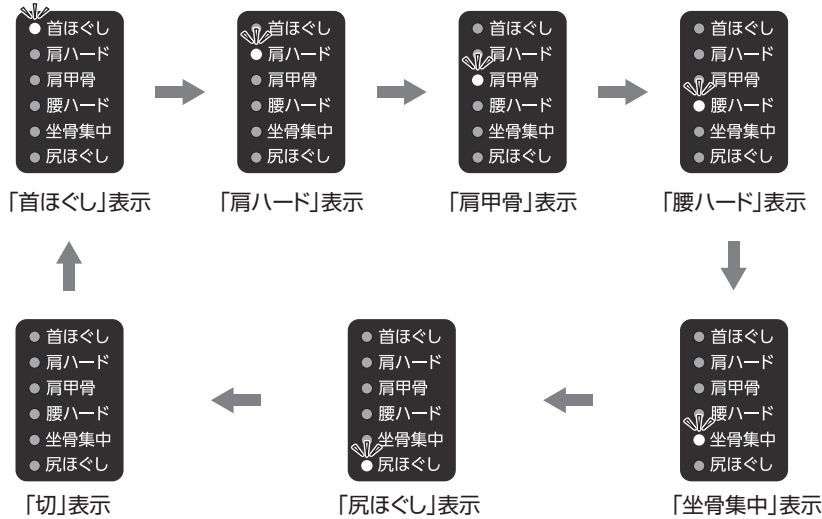 首ほぐし
肩ハード
肩甲骨
腰ハード
坐骨集中
尻ほぐし
「首ほぐし」表示
首ほぐし
肩ハード
肩甲骨
腰ハード
坐骨集中
尻ほぐし
「肩ハード」表示
首ほぐし
肩ハード
肩甲骨
腰ハード
坐骨集中
尻ほぐし
「肩甲骨」表示
首ほぐし
肩ハード
肩甲骨
腰ハード
坐骨集中
尻ほぐし
「腰ハード」表示
首ほぐし
肩ハード
肩甲骨
腰ハード
坐骨集中
尻ほぐし
「切」表示
首ほぐし
肩ハード
肩甲骨
腰ハード
坐骨集中
尻ほぐし
「尻ほぐし」表示
首ほぐし
肩ハード
肩甲骨
腰ハード
坐骨集中
尻ほぐし
「坐骨集中」表示